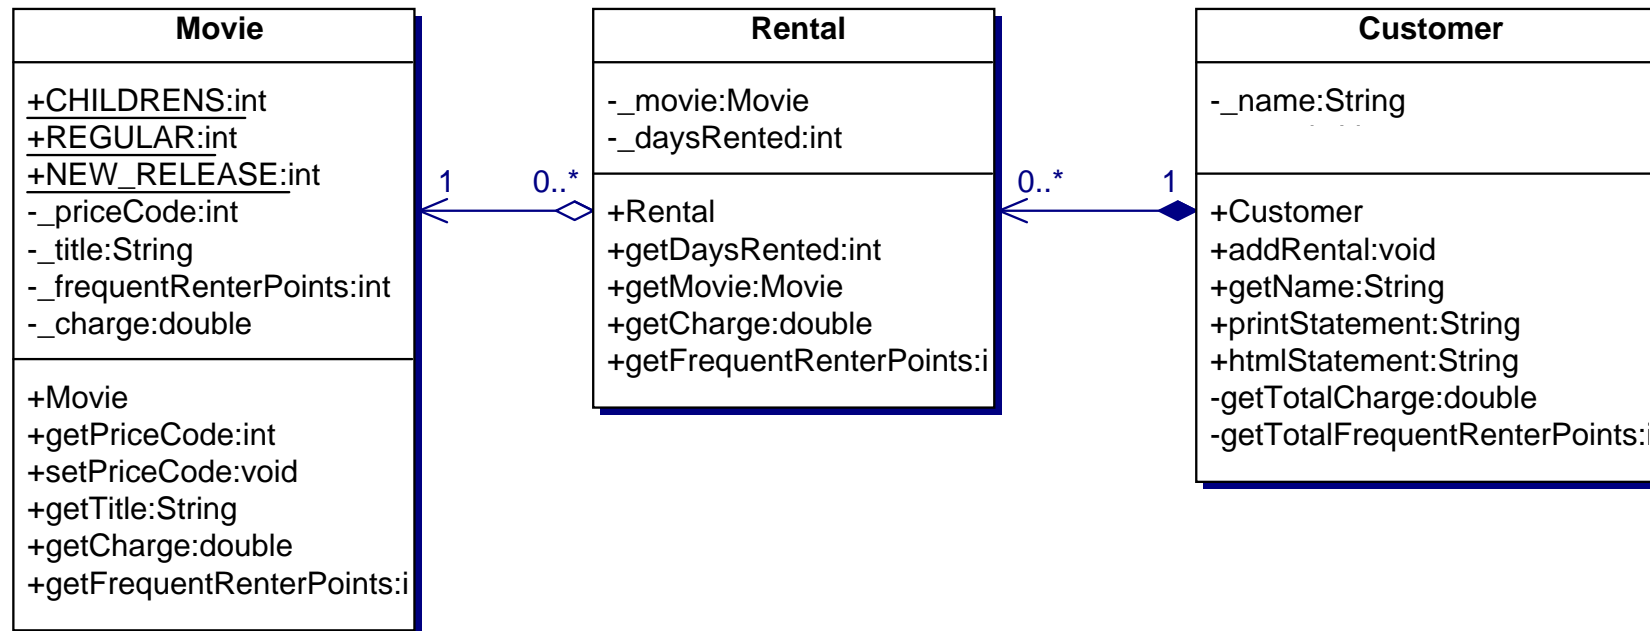 Movie
+CHILDRENS:int
+REGULAR:int
+NEW_RELEASE:int
-_priceCode:int
-_title:String
-_frequentRenterPoints:int
-_charge:double
+Movie
+getPriceCode:int
+setPriceCode:void
+getTitle:String
+getCharge:double
+getFrequentRenterPoints:i
1
0..*
Rental
-_movie:Movie
-_daysRented:int
+Rental
+getDaysRented:int
+getMovie:Movie
+getCharge:double
+getFrequentRenterPoints:i
0..*
1
Customer
-_name:String
+Customer
+addRental:void
+getName:String
+printStatement:String
+htmlStatement:String
-getTotalCharge:double
-getTotalFrequentRenterPoints:i